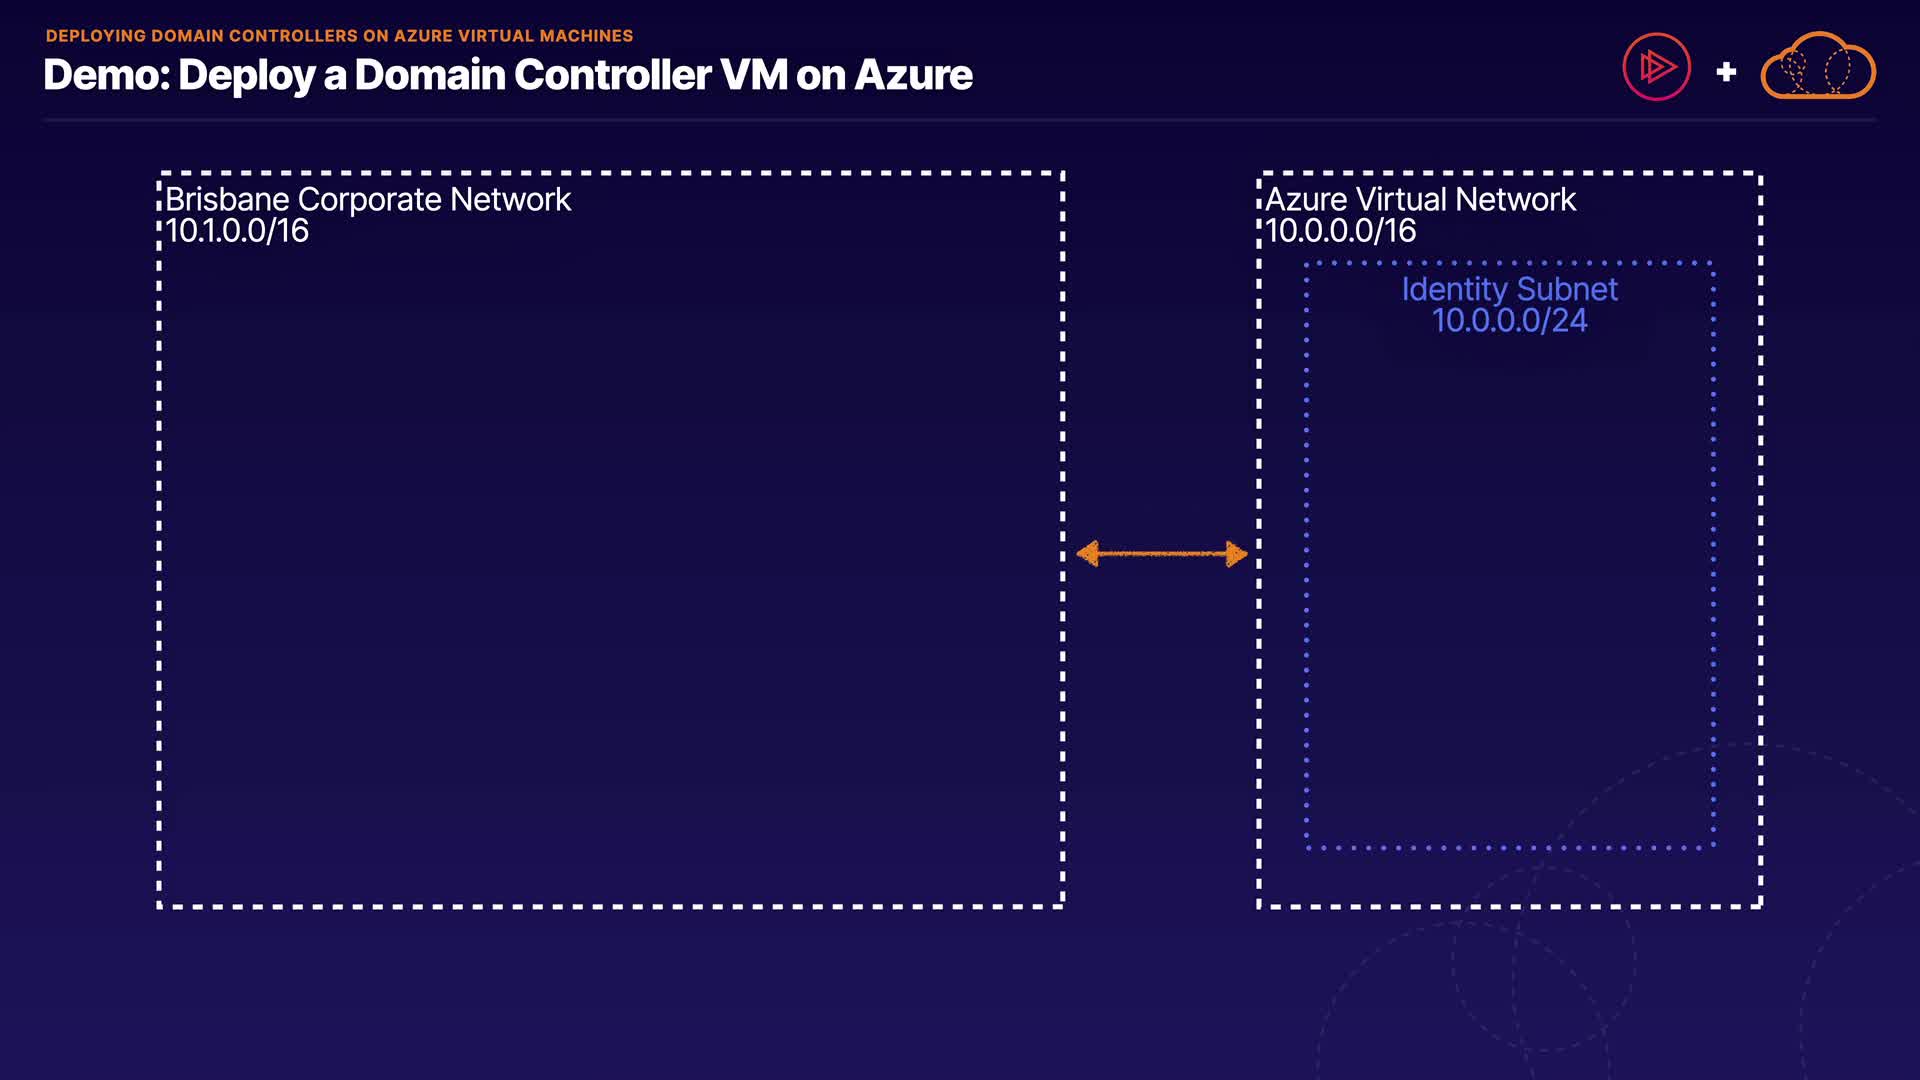 DEPLOYING DOMAIN CONTROLLERS ON AZURE VIRTUAL MACHINES
Demo: Deploy a Domain Controller VM on Azure
Brisbane Corporate Network
10.1.0.0/16
Azure Virtual Network
10.0.0.0/16
Identity Subnet
10.0.0.0/24